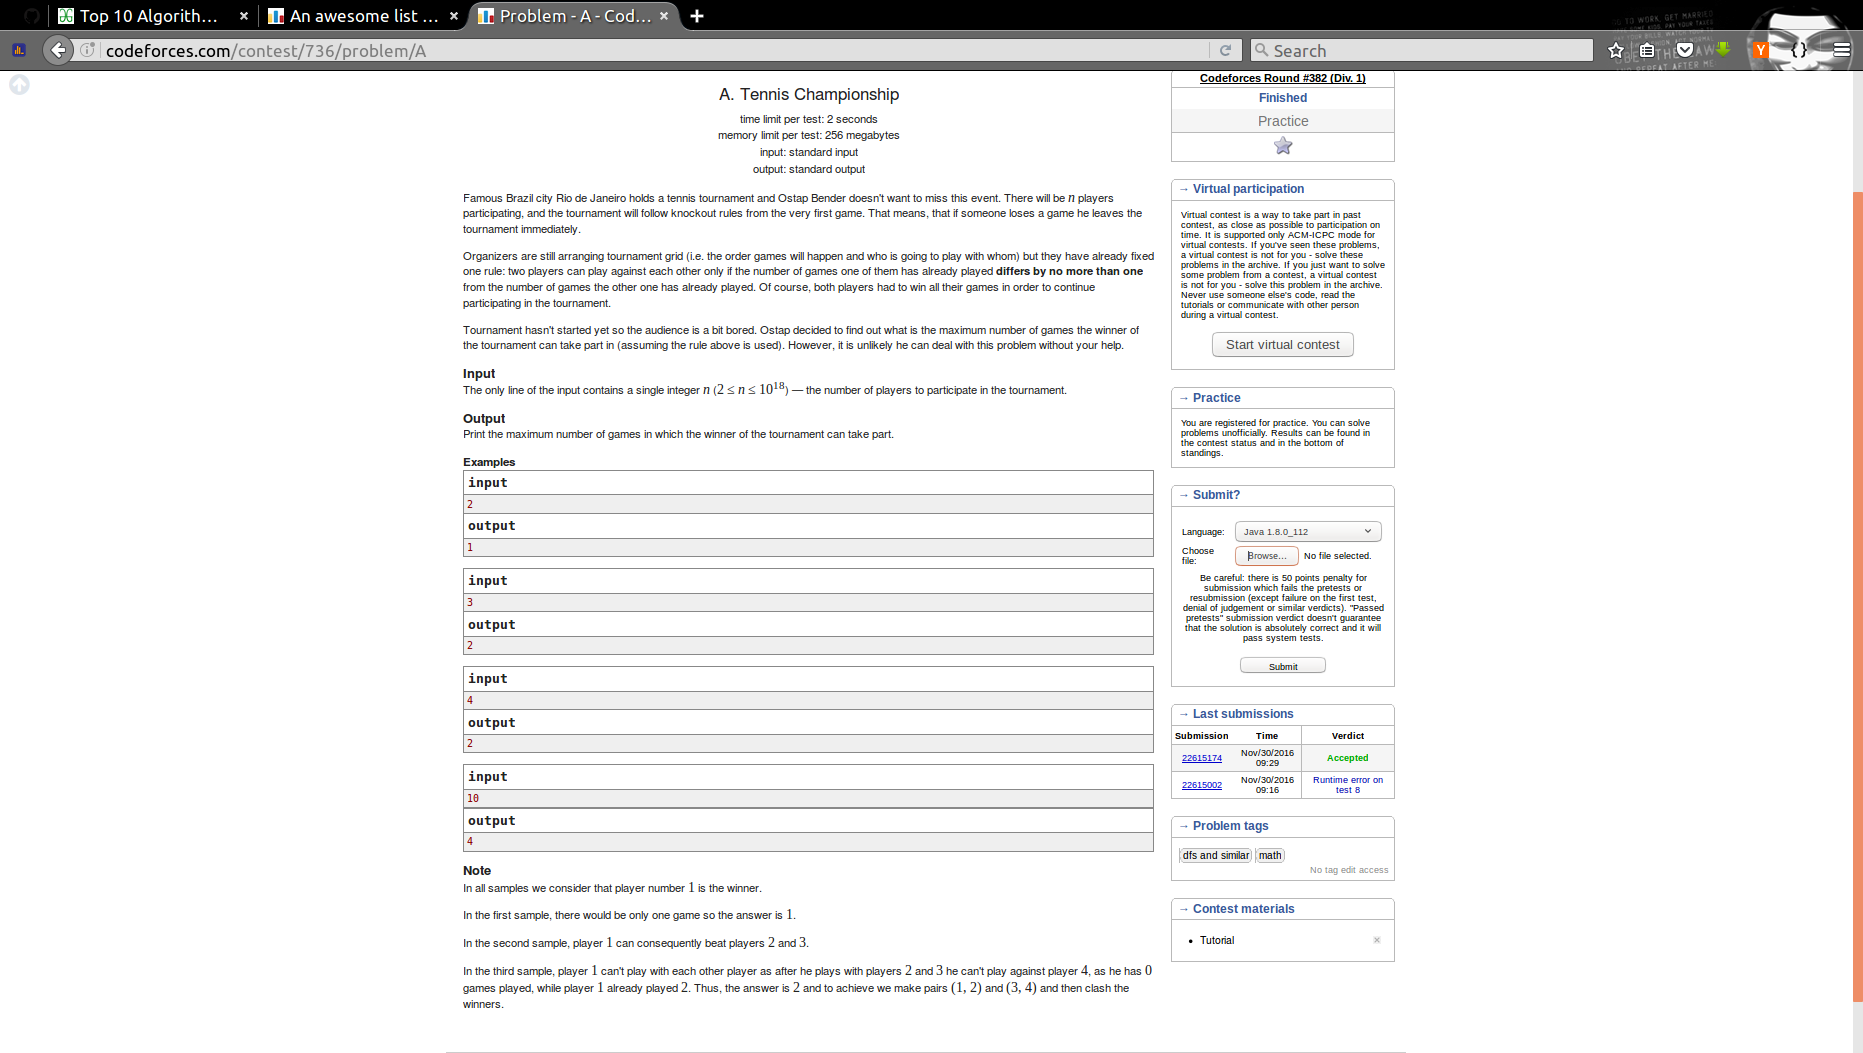 Top 10 Algorith...
An awesome list ...
Problem - A - Cod...
codeforces.com/contest/736/problem/A
Search
A. Tennis Championship
time limit per test: 2 seconds
memory limit per test: 256 megabytes
input: standard input
output: standard output
Famous Brazil city Rio de Janeiro holds a tennis tournament and Ostap Bender doesn't want to miss this event. There will be n players
participating, and the tournament will follow knockout rules from the very first game. That means, that if someone loses a game he leaves the
tournament immediately.
Organizers are still arranging tournament grid (i.e. the order games will happen and who is going to play with whom) but they have already fixed
one rule: two players can play against each other only if the number of games one of them has already played differs by no more than one
from the number of games the other one has already played. Of course, both players had to win all their games in order to continue
participating in the tournament.
Tournament hasn't started yet so the audience is a bit bored. Ostap decided to find out what is the maximum number of games the winner of
the tournament can take part in (assuming the rule above is used). However, it is unlikely he can deal with this problem without your help.
Input
The only line of the input contains a single integer n (2 ≤ n ≤ 10^18) — the number of players to participate in the tournament.
Output
Print the maximum number of games in which the winner of the tournament can take part.
Examples
input
2
output
1
input
3
output
2
input
4
output
2
input
10
output
4
Note
In all samples we consider that player number 1 is the winner.
In the first sample, there would be only one game so the answer is 1.
In the second sample, player 1 can consequently beat players 2 and 3.
In the third sample, player 1 can't play with each other player as after he plays with players 2 and 3 he can't play against player 4, as he has 0
games played, while player 1 already played 2. Thus, the answer is 2 and to achieve we make pairs (1, 2) and (3, 4) and then clash the
winners.
Codeforces Round #382 (Div. 1)
Finished
Practice
→ Virtual participation
Virtual contest is a way to take part in past
contest, as close as possible to participation on
time. It is supported only ACM-ICPC mode for
virtual contests. If you've seen these problems,
a virtual contest is not for you - solve these
problems in the archive. If you just want to solve
some problem from a contest, a virtual contest
is not for you - solve this problem in the archive.
Never use someone else's code, read the
tutorials or communicate with other person
during a virtual contest.
Start virtual contest
→ Practice
You are registered for practice. You can solve
problems unofficially. Results can be found in
the contest status and in the bottom of
standings.
→ Submit?
Language: Java 1.8.0_112
Choose
file: Browse... No file selected.
Be careful: there is 50 points penalty for
submission which fails the pretests or
resubmission (except failure on the first test,
denial of judgement or similar verdicts). "Passed
pretests" submission verdict doesn't guarantee
that the solution is absolutely correct and it will
pass system tests.
Submit
→ Last submissions
Submission Time Verdict
22615174 Nov/30/2016 09:29 Accepted
22615002 Nov/30/2016 09:16 Runtime error on test 8
→ Problem tags
dfs and similar math
No tag edit access
→ Contest materials
• Tutorial